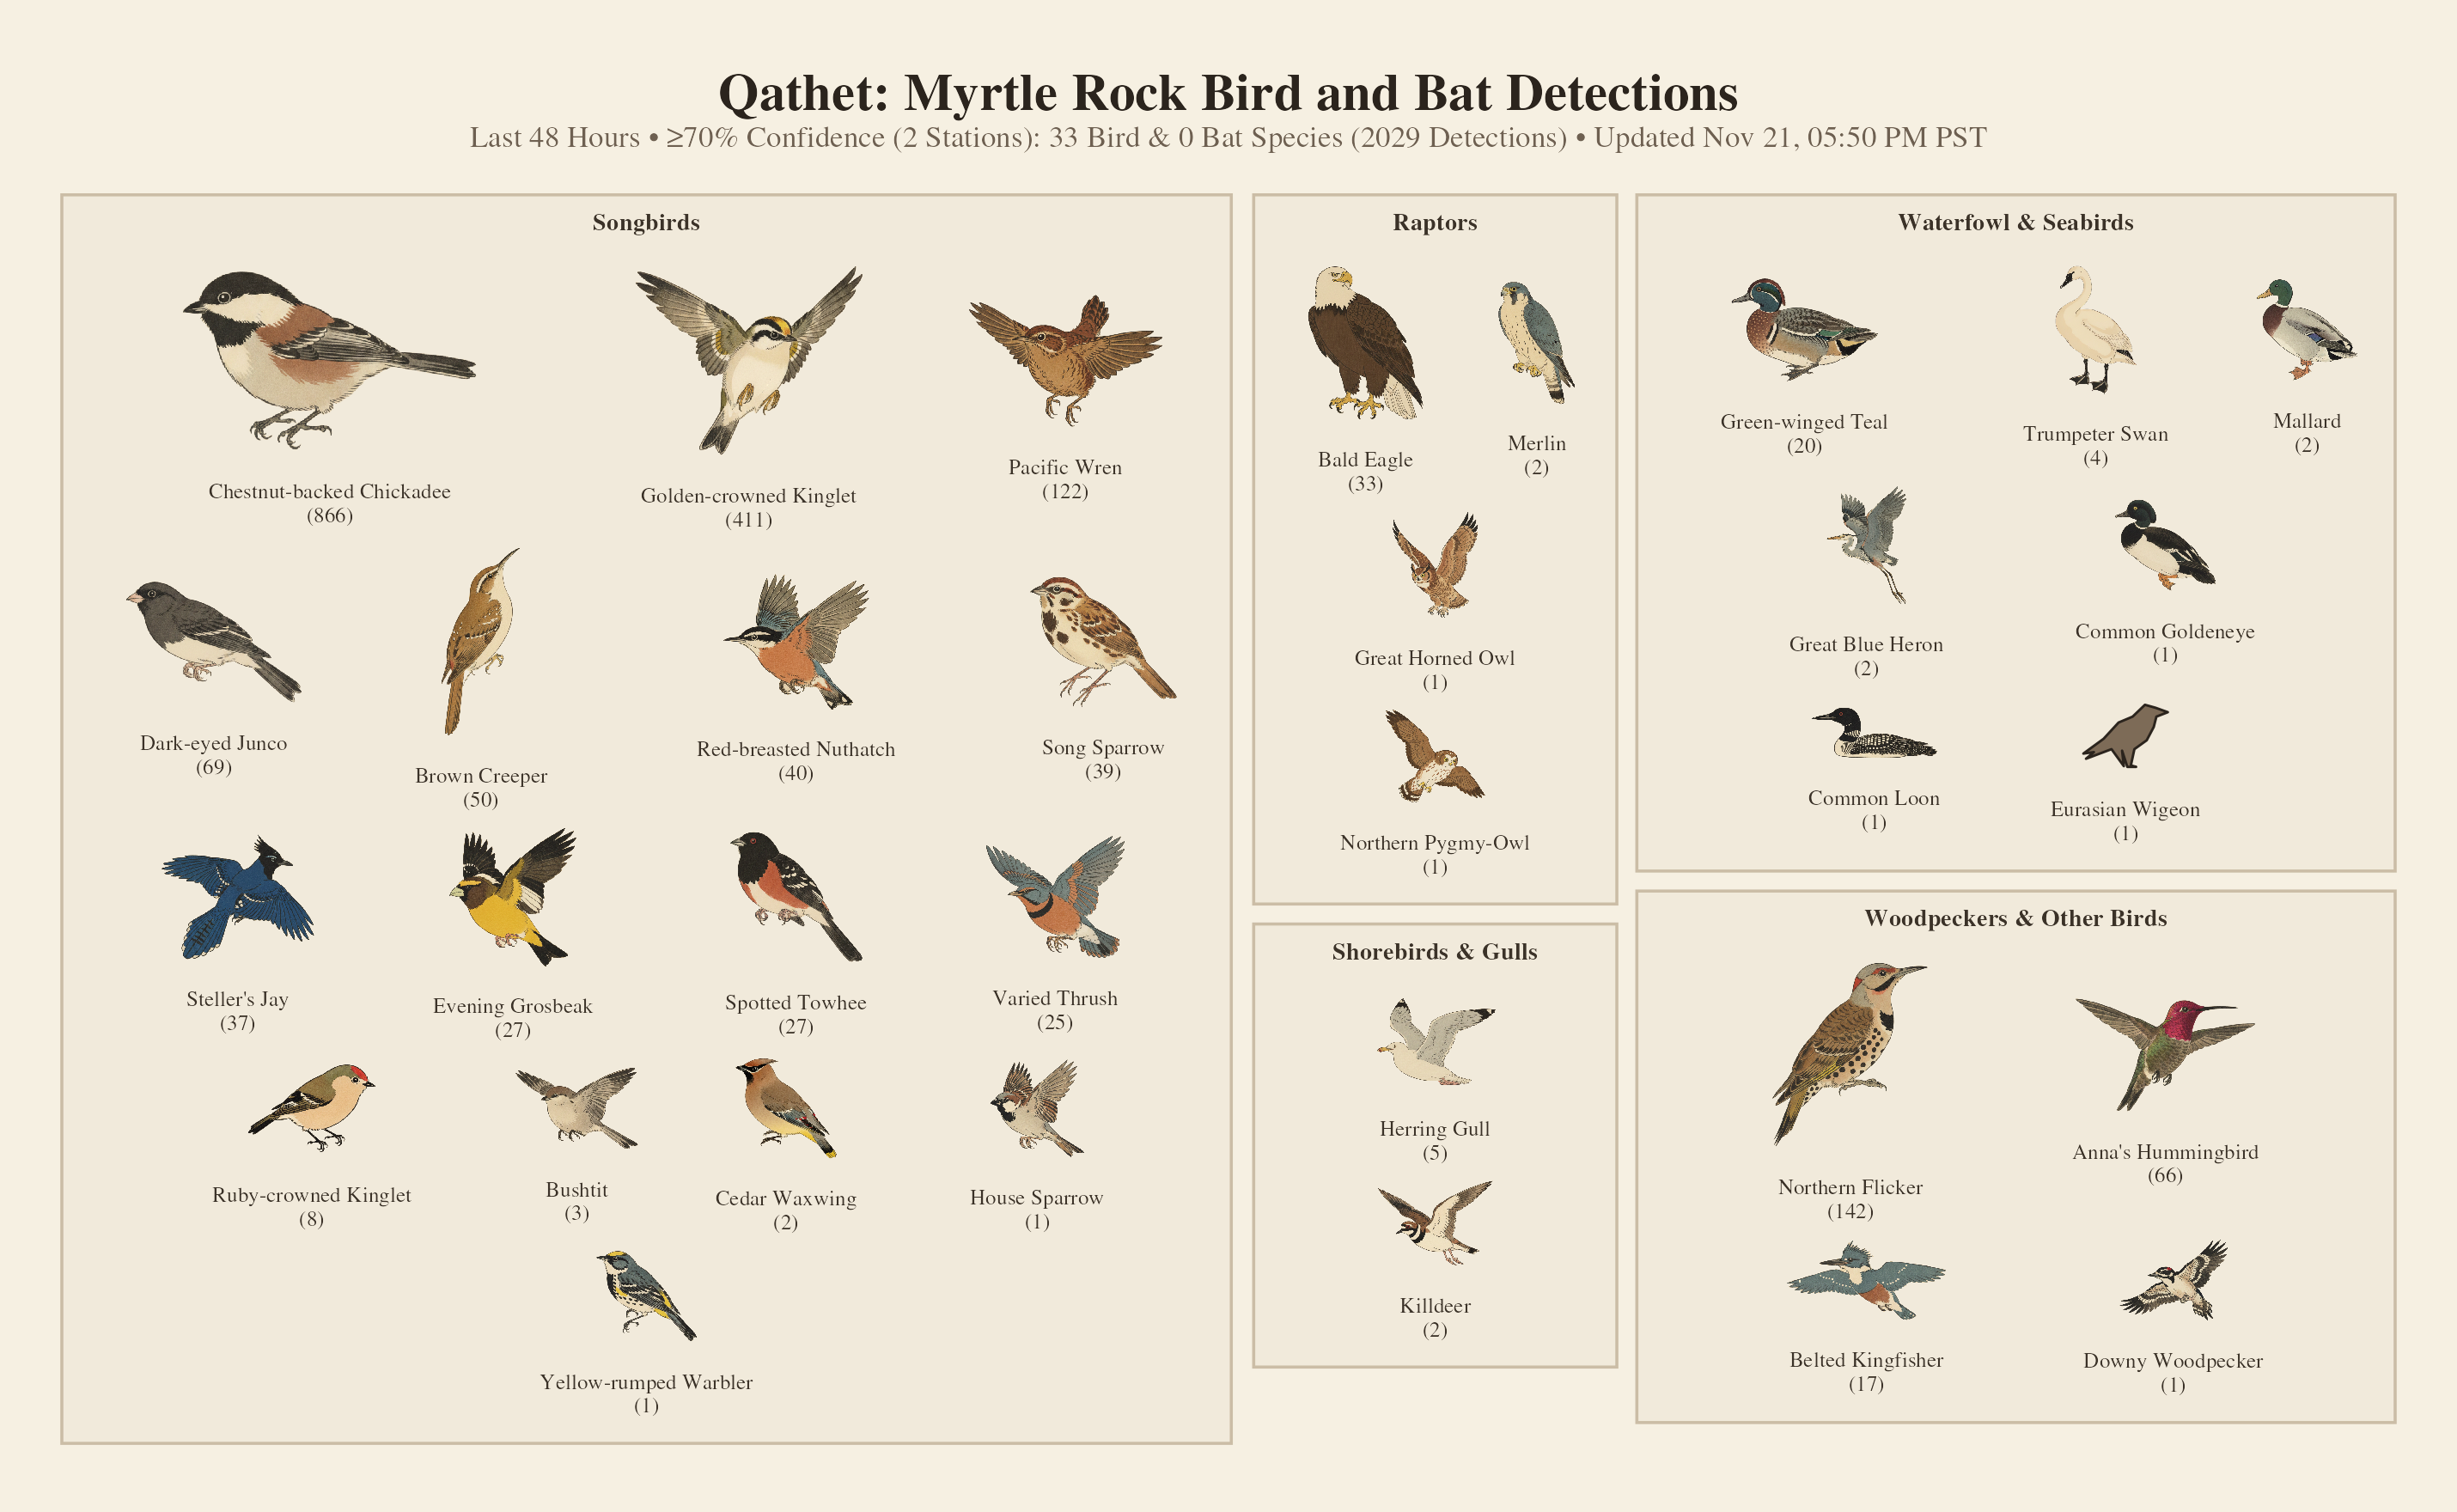 Qathet: Myrtle Rock Bird and Bat Detections
Last 48 Hours • ≥70% Confidence (2 Stations): 33 Bird & 0 Bat Species (2029 Detections) • Updated Nov 21, 05:50 PM PST
Songbirds
Chestnut-backed Chickadee
(866)
Golden-crowned Kinglet
(411)
Pacific Wren
(122)
Dark-eyed Junco
(69)
Brown Creeper
(50)
Red-breasted Nuthatch
(40)
Song Sparrow
(39)
Steller's Jay
(37)
Evening Grosbeak
(27)
Spotted Towhee
(27)
Varied Thrush
(25)
Ruby-crowned Kinglet
(8)
Bushtit
(3)
Cedar Waxwing
(2)
House Sparrow
(1)
Yellow-rumped Warbler
(1)
Raptors
Bald Eagle
(33)
Merlin
(2)
Great Horned Owl
(1)
Northern Pygmy-Owl
(1)
Shorebirds & Gulls
Herring Gull
(5)
Killdeer
(2)
Waterfowl & Seabirds
Green-winged Teal
(20)
Trumpeter Swan
(4)
Mallard
(2)
Great Blue Heron
(2)
Common Goldeneye
(1)
Common Loon
(1)
Eurasian Wigeon
(1)
Woodpeckers & Other Birds
Northern Flicker
(142)
Anna's Hummingbird
(66)
Belted Kingfisher
(17)
Downy Woodpecker
(1)